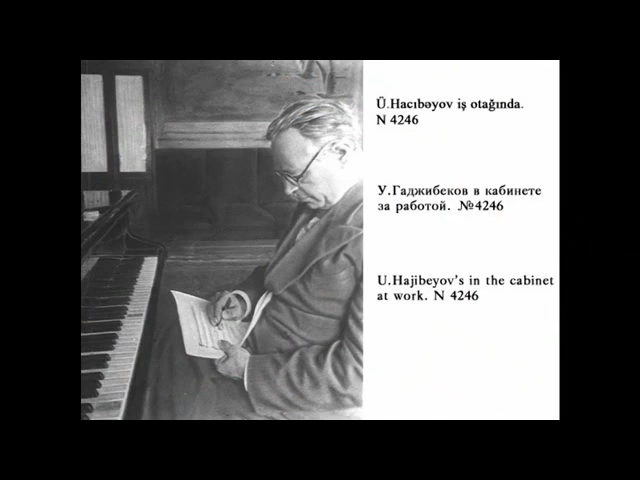 Ü.Hacıbəyov iş otağında.
N 4246
У.Гаджибеков в кабинете
за работой. №4246
U.Hajibeyov's in the cabinet
at work. N 4246